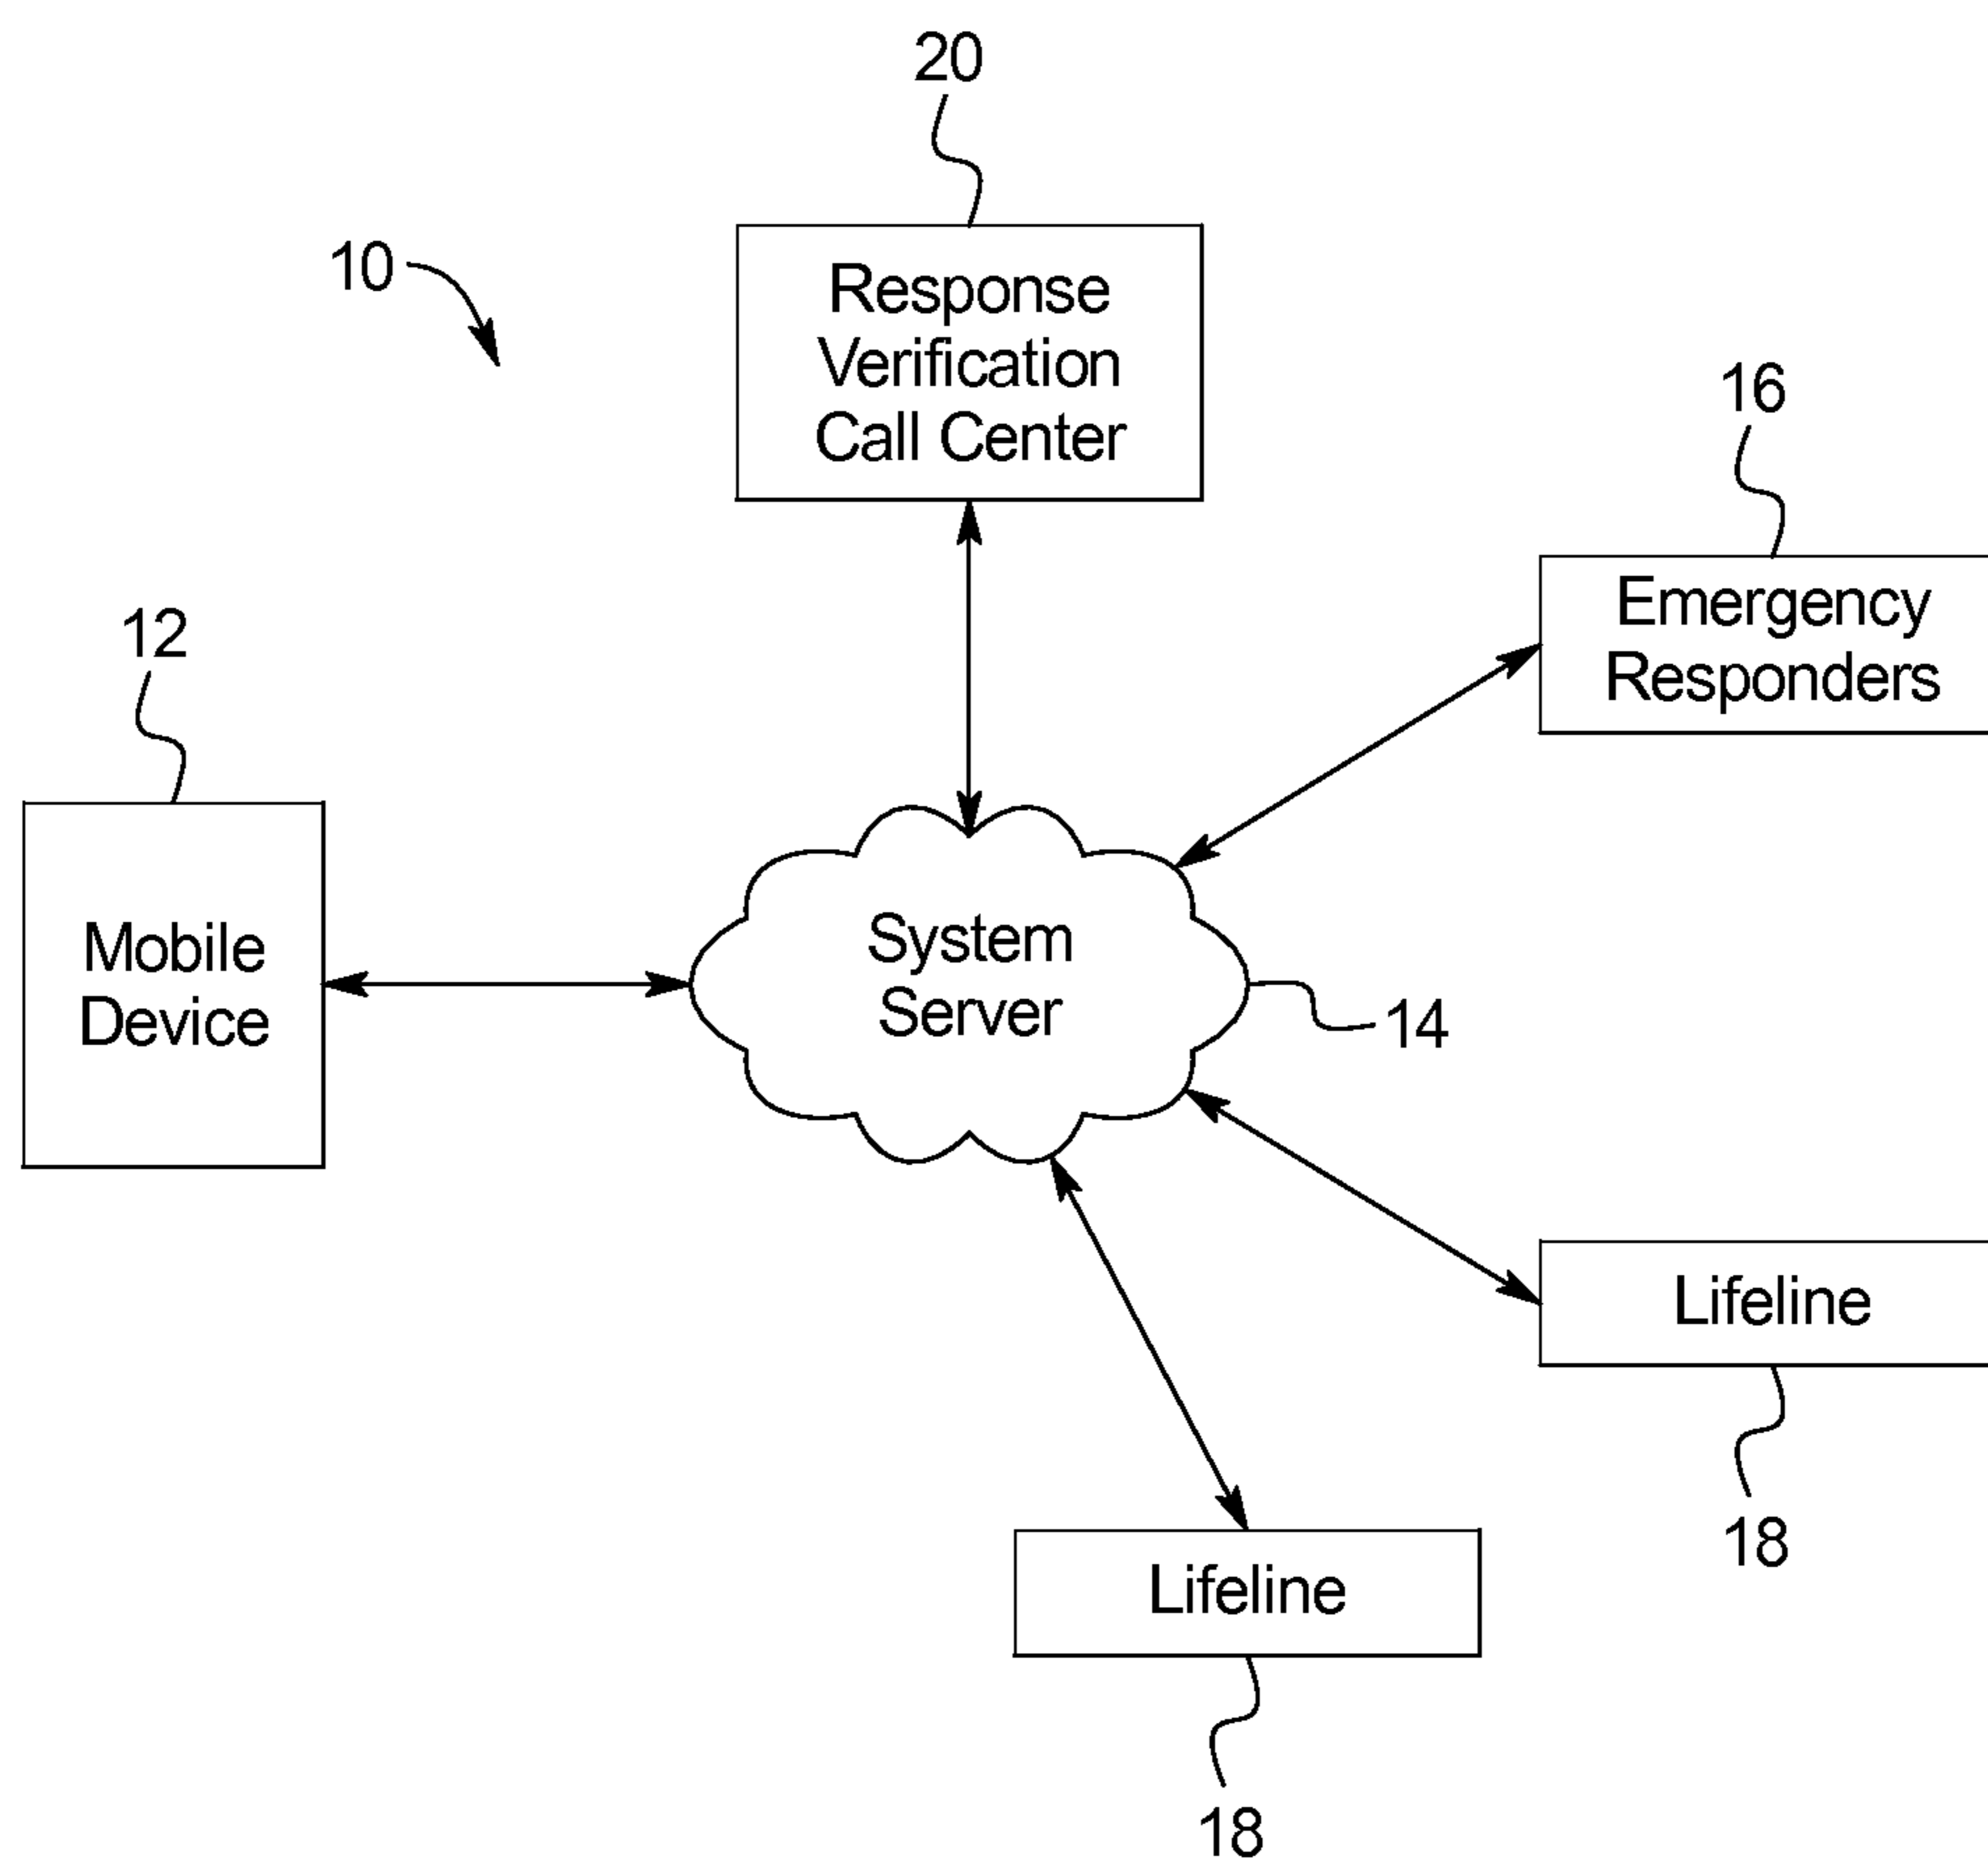 20
10
Response
Verification
Call Center
16
Emergency
Responders
12
Mobile
Device
System
Server
14
Lifeline
18
Lifeline
18